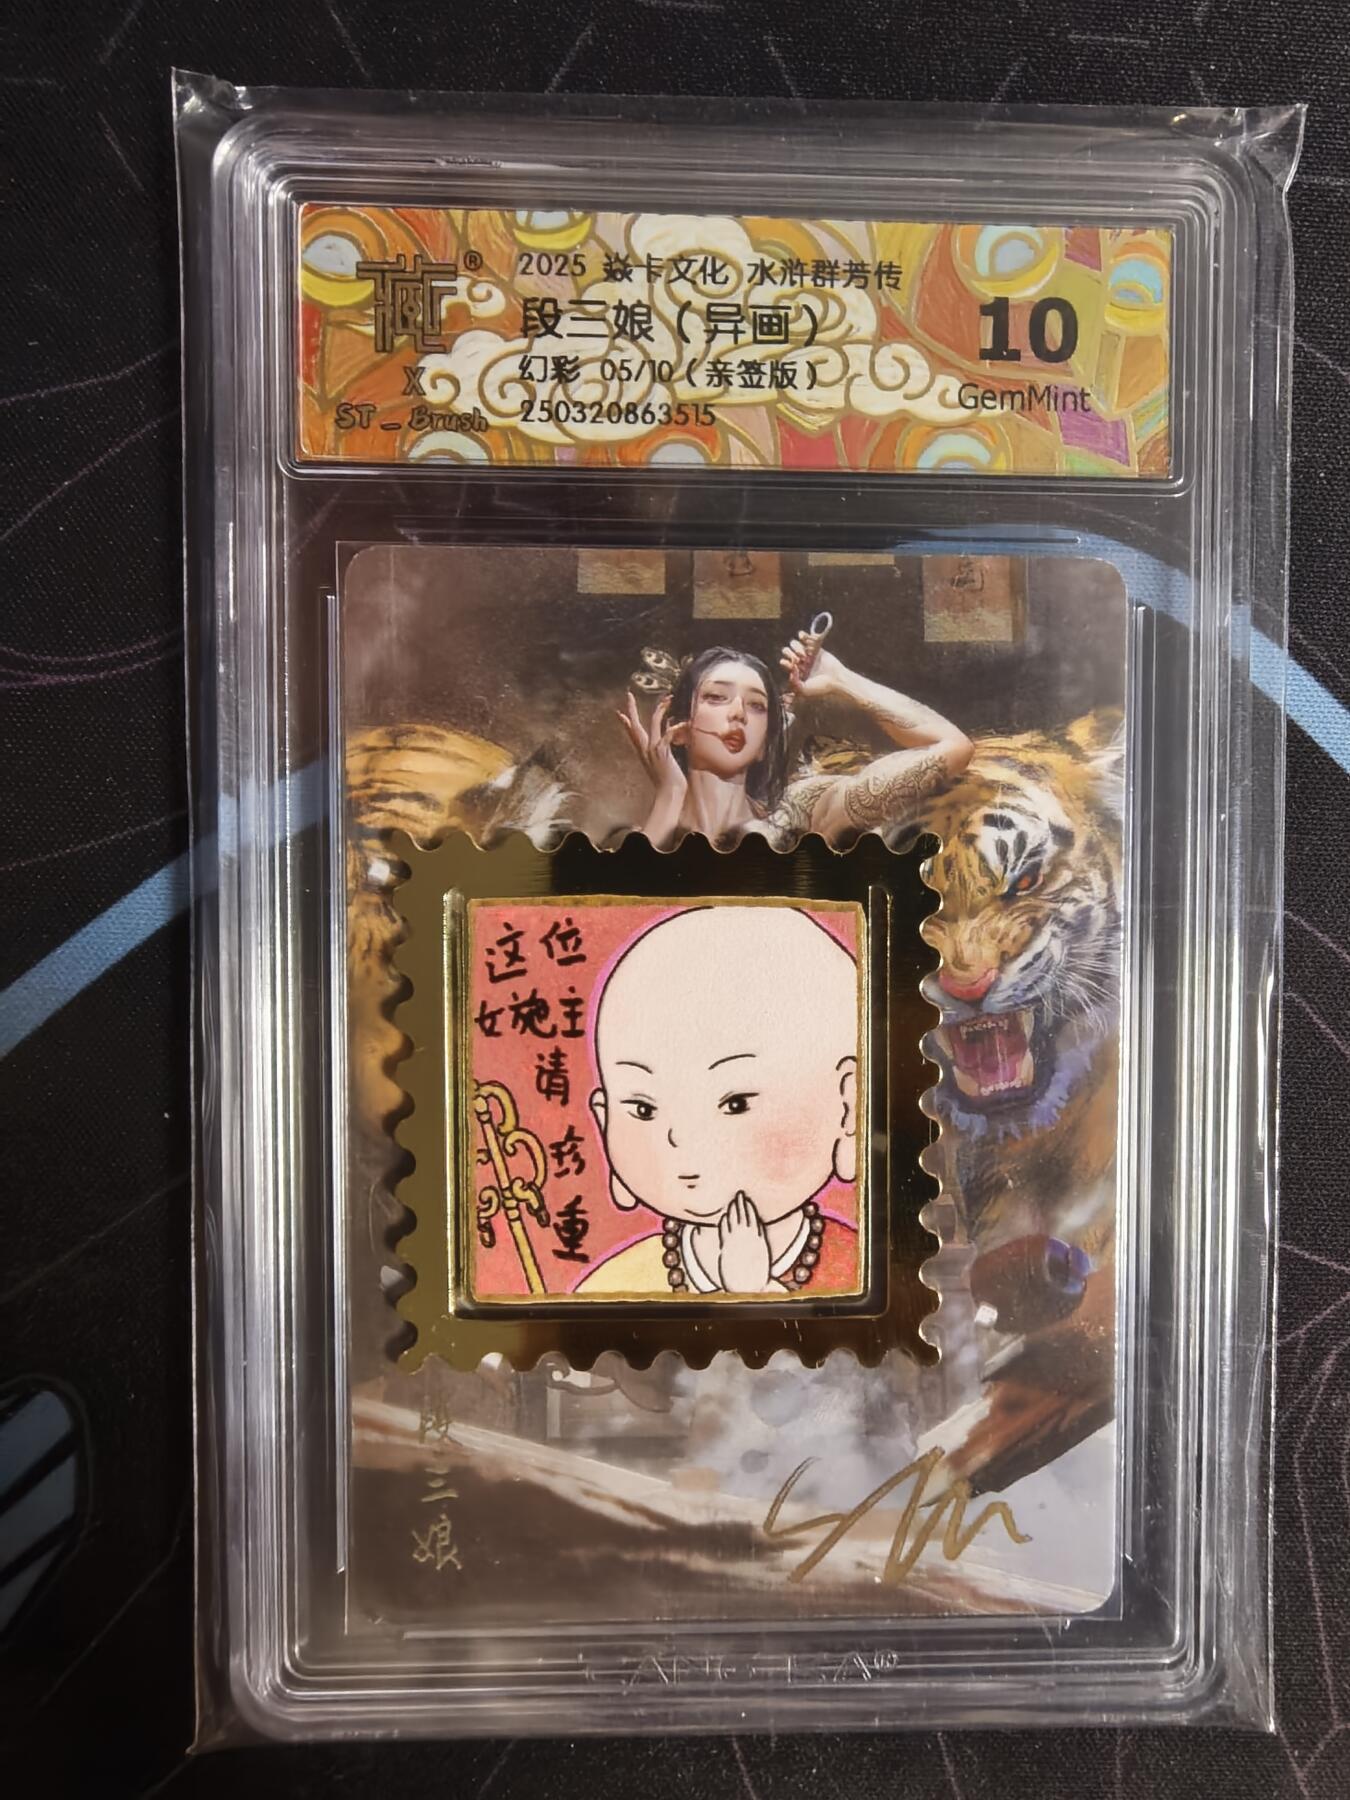 藏®
X
ST_Brush
2025 焱卡文化 水浒群芳传
段三娘（异画）
幻彩 05/10（亲签版）
250320863515
10
GemMint
这位
女施主
请
珍
重
段
三
娘